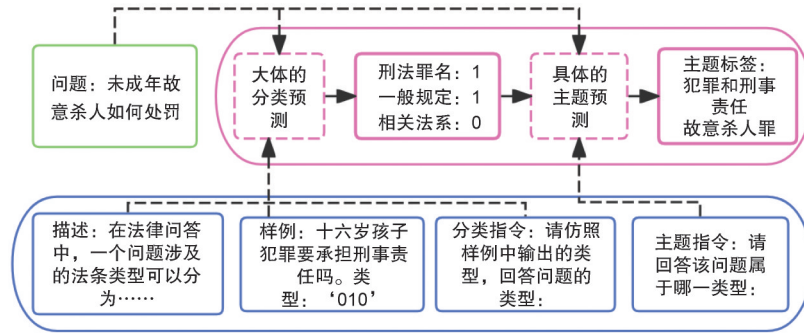 问题：未成年故
意杀人如何处罚
大体的
分类预
测
刑法罪名：1
一般规定：1
相关法系：0
具体的
主题预
测
主题标签：
犯罪和刑事
责任
故意杀人罪
描述：在法律问答
中，一个问题涉及
的法条类型可以分
为……
样例：十六岁孩子
犯罪要承担刑事责
任吗。类
型：‘010’
分类指令：请仿照
样例中输出的类
型，回答问题的
类型：
主题指令：请
回答该问题属
于哪一类型：